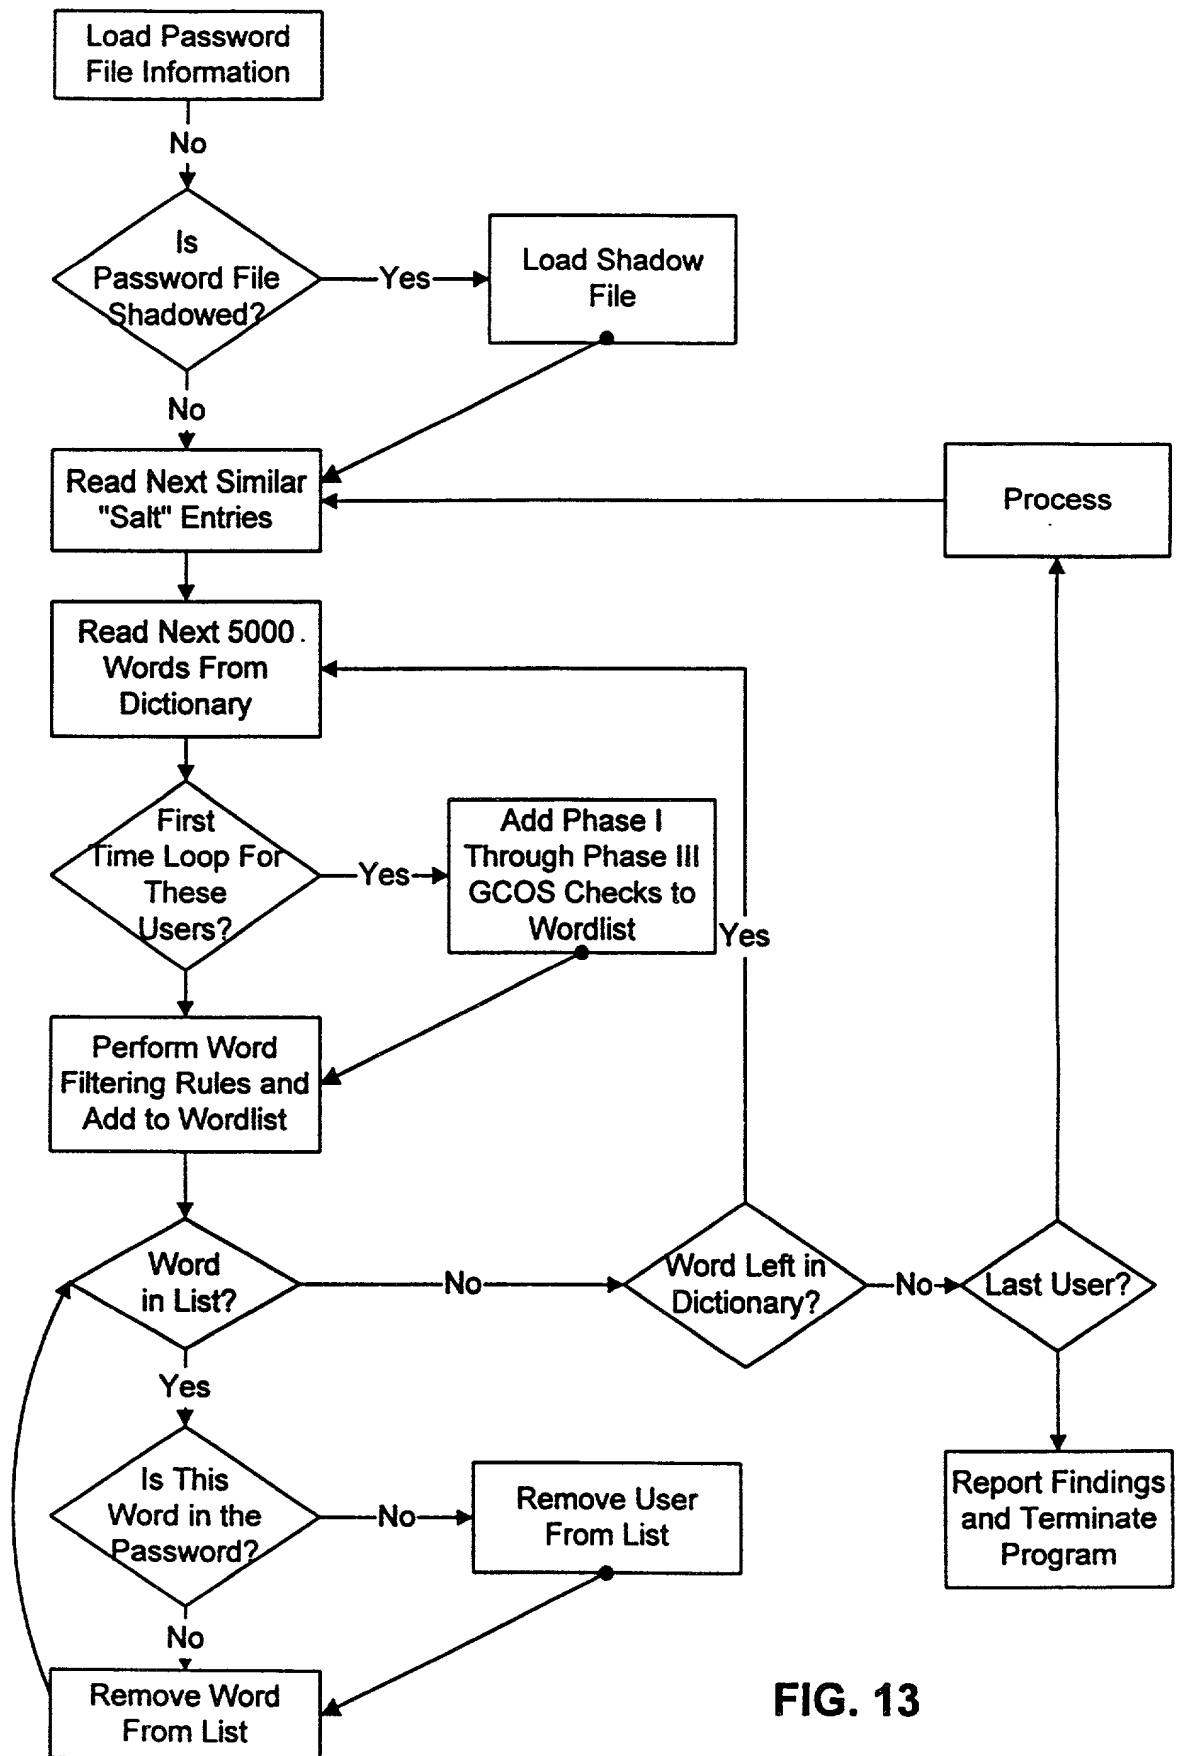 Load Password
File Information
No
Is
Password File
Shadowed?
Yes
Load Shadow
File
No
Read Next Similar
"Salt" Entries
Process
Read Next 5000
Words From
Dictionary
First
Time Loop For
These
Users?
Yes
Add Phase I
Through Phase III
GCOS Checks to
Wordlist
Yes
Perform Word
Filtering Rules and
Add to Wordlist
Word
in List?
No
Word Left in
Dictionary?
No
Last User?
Yes
Is This
Word in the
Password?
No
Remove User
From List
Report Findings
and Terminate
Program
No
Remove Word
From List
FIG. 13